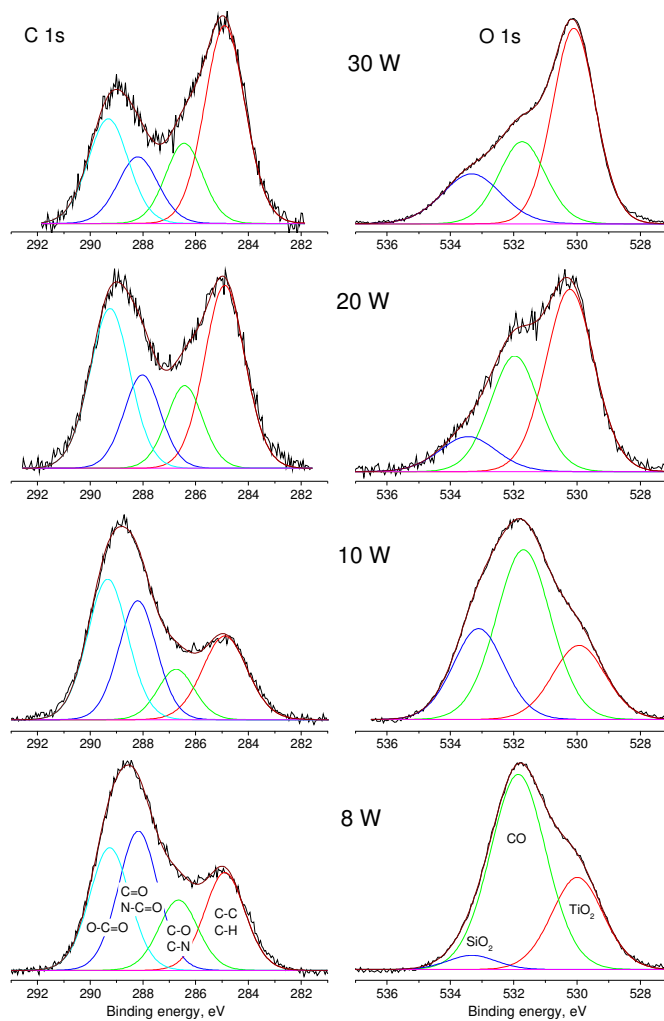 C 1s
O 1s
30 W
292 290 288 286 284 282
536 534 532 530 528
20 W
292 290 288 286 284 282
536 534 532 530 528
10 W
292 290 288 286 284 282
536 534 532 530 528
8 W
CO
C=O
N-C=O
O-C=O
C-O
C-N
C-C
C-H
SiO2
TiO2
292 290 288 286 284 282
536 534 532 530 528
Binding energy, eV
Binding energy, eV